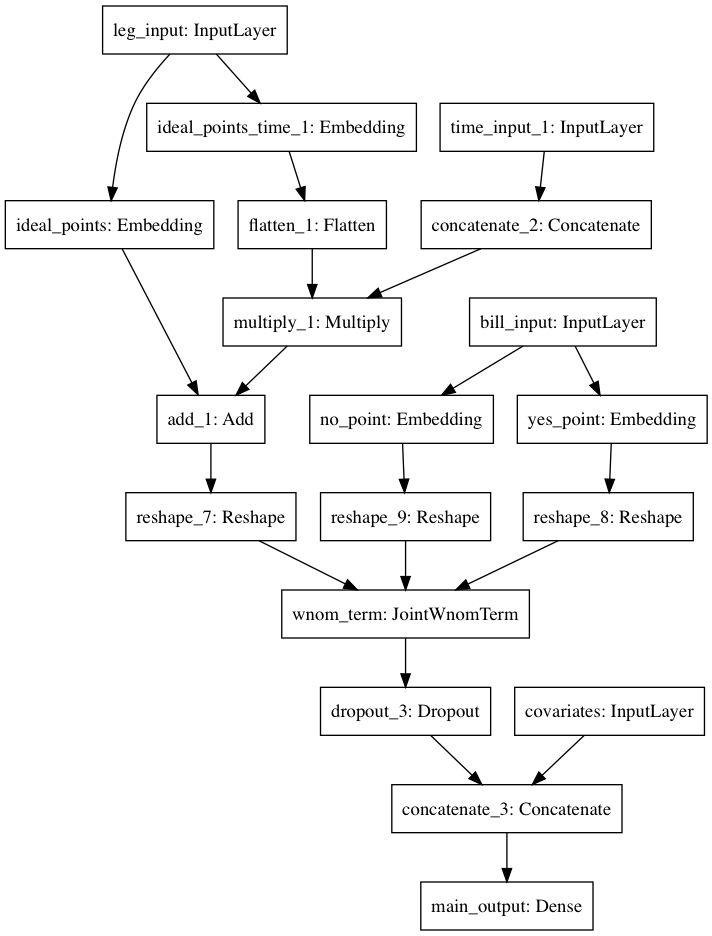 leg_input: InputLayer
ideal_points_time_1: Embedding
time_input_1: InputLayer
ideal_points: Embedding
flatten_1: Flatten
concatenate_2: Concatenate
multiply_1: Multiply
bill_input: InputLayer
add_1: Add
no_point: Embedding
yes_point: Embedding
reshape_7: Reshape
reshape_9: Reshape
reshape_8: Reshape
wnom_term: JointWnomTerm
dropout_3: Dropout
covariates: InputLayer
concatenate_3: Concatenate
main_output: Dense